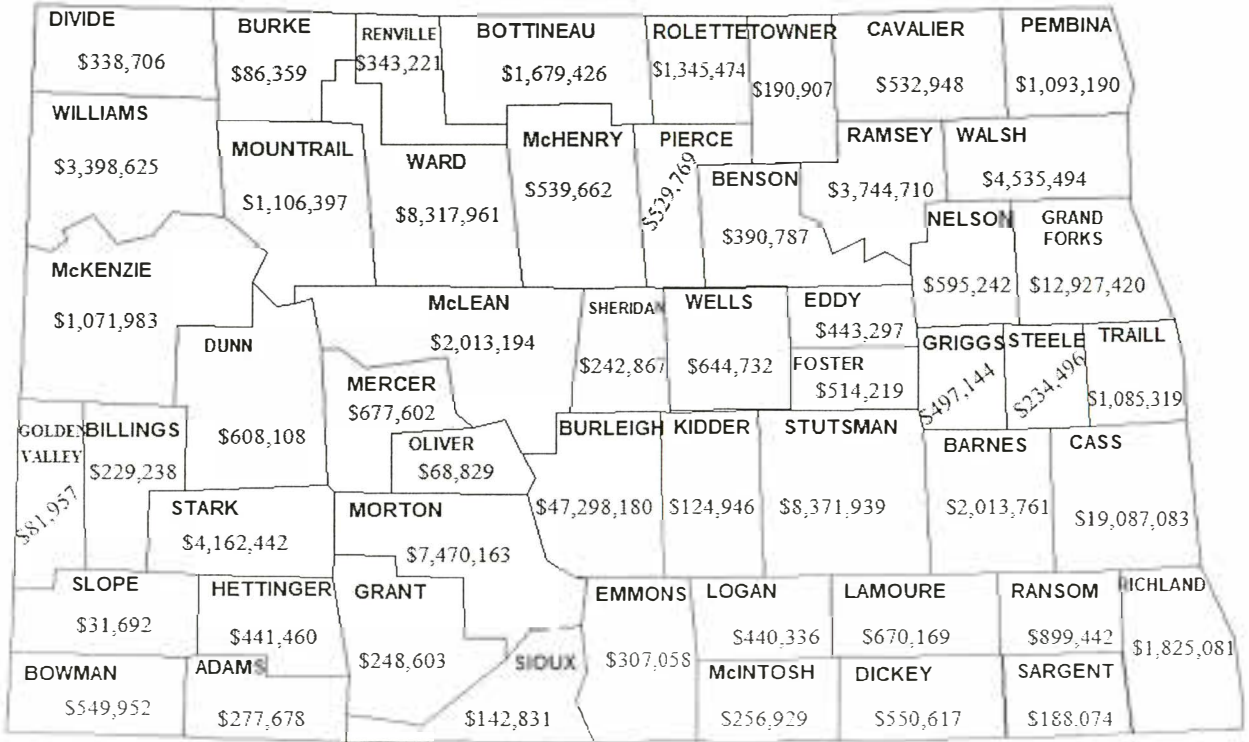 DIVIDE
$338,706
BURKE
$86,359
RENVILLE
$343,221
BOTTINEAU
$1,679,426
ROLETTE
$1,345,474
TOWNER
$190,907
CAVALIER
$532,948
PEMBINA
$1,093,190
WILLIAMS
$3,398,625
MOUNTRAIL
$1,106,397
WARD
$8,317,961
McHENRY
$539,662
PIERCE
$529,769
BENSON
$390,787
RAMSEY
$3,744,710
WALSH
$4,535,494
NELSON
$595,242
GRAND
FORKS
$12,927,420
McKENZIE
$1,071,983
DUNN
$608,108
McLEAN
$2,013,194
SHERIDAN
$242,867
WELLS
$644,732
EDDY
$443,297
FOSTER
$514,219
GRIGGS
$497,144
STEELE
$234,496
TRAILL
$1,085,319
MERCER
$677,602
OLIVER
$68,829
GOLDEN
VALLEY
$81,957
BILLINGS
$229,238
STARK
$4,162,442
MORTON
$7,470,163
BURLEIGH
$47,298,180
KIDDER
$124,946
STUTSMAN
$8,371,939
BARNES
$2,013,761
CASS
$19,087,083
SLOPE
$31,692
HETTINGER
$441,460
GRANT
$248,603
SIOUX
$142,831
EMMONS
$307,058
LOGAN
$440,336
LAMOURE
$670,169
RANSOM
$899,442
RICHLAND
$1,825,081
BOWMAN
$549,952
ADAMS
$277,678
McINTOSH
$256,929
DICKEY
$550,617
SARGENT
$188,074